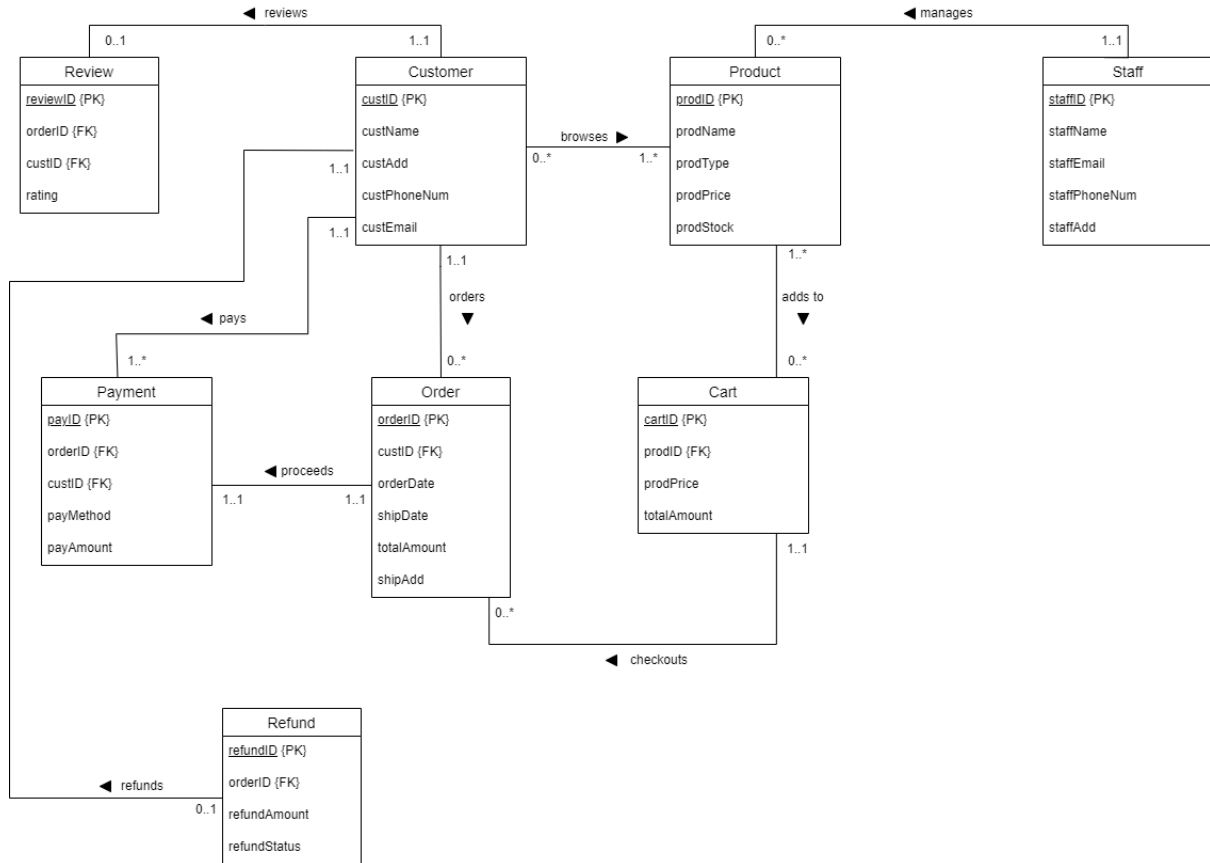 ◀ reviews
◀ manages
0..1
1..1
0..*
1..1
Review
reviewID {PK}
orderID {FK}
custID {FK}
rating
Customer
custID {PK}
custName
custAdd
custPhoneNum
custEmail
browses ▶
0..*
1..*
Product
prodID {PK}
prodName
prodType
prodPrice
prodStock
Staff
staffID {PK}
staffName
staffEmail
staffPhoneNum
staffAdd
1..1
1..1
1..1
1..*
orders
▼
adds to
▼
◀ pays
1..*
0..*
0..*
Payment
payID {PK}
orderID {FK}
custID {FK}
payMethod
payAmount
◀ proceeds
1..1
1..1
Order
orderID {PK}
custID {FK}
orderDate
shipDate
totalAmount
shipAdd
Cart
cartID {PK}
prodID {FK}
prodPrice
totalAmount
1..1
0..*
◀ checkouts
Refund
refundID {PK}
orderID {FK}
refundAmount
refundStatus
◀ refunds
0..1